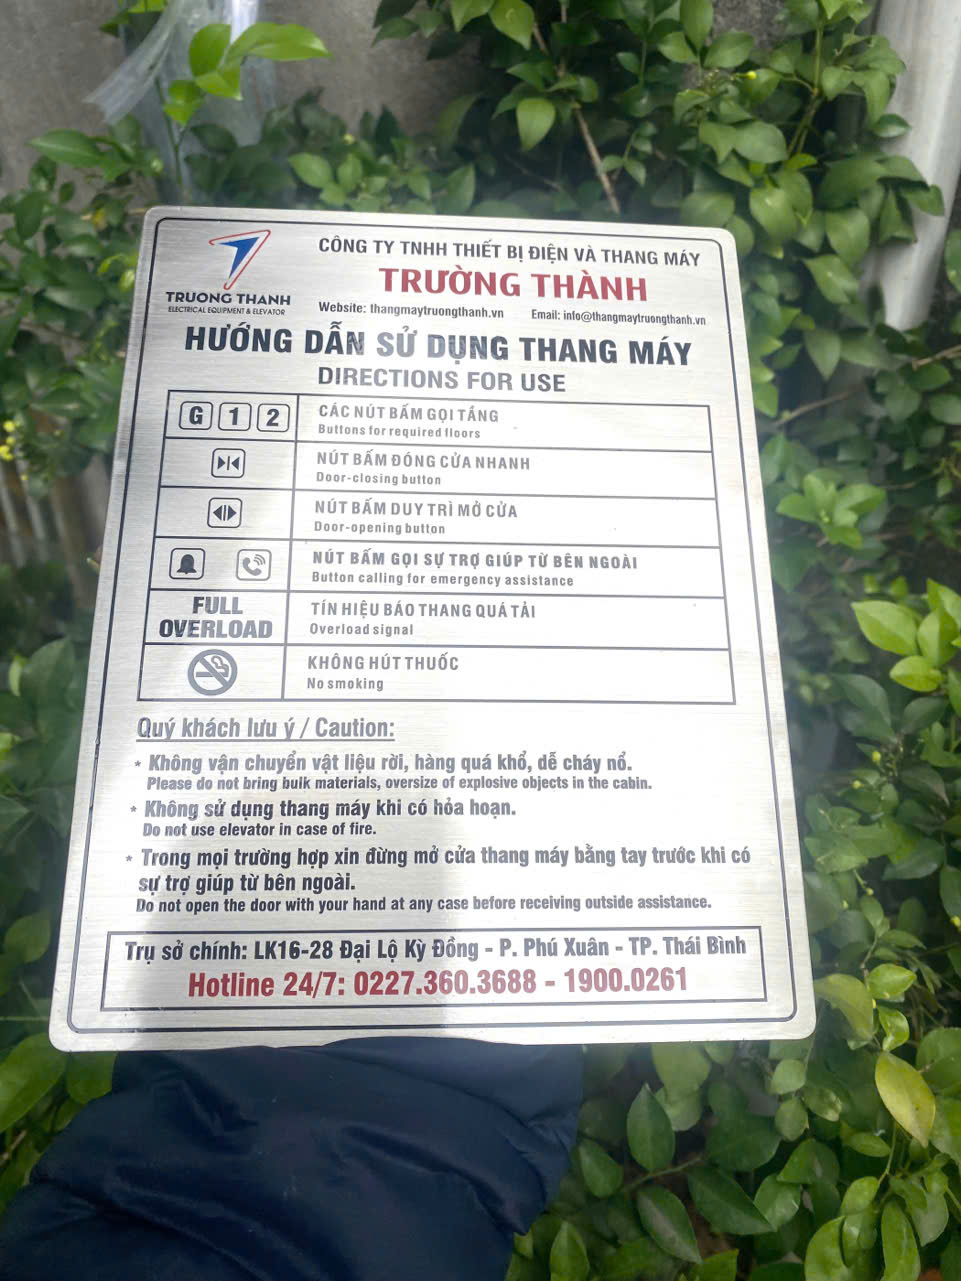 TRUONG THANH
ELECTRICAL EQUIPMENT & ELEVATOR
CÔNG TY TNHH THIẾT BỊ ĐIỆN VÀ THANG MÁY
TRƯỜNG THÀNH
Website: thangmaytruongthanh.vn Email: info@thangmaytruongthanh.vn
HƯỚNG DẪN SỬ DỤNG THANG MÁY
DIRECTIONS FOR USE
G 1 2
CÁC NÚT BẤM GỌI TẦNG
Buttons for required floors
NÚT BẤM ĐÓNG CỬA NHANH
Door-closing button
NÚT BẤM DUY TRÌ MỞ CỬA
Door-opening button
NÚT BẤM GỌI SỰ TRỢ GIÚP TỪ BÊN NGOÀI
Button calling for emergency assistance
FULL
OVERLOAD
TÍN HIỆU BÁO THANG QUÁ TẢI
Overload signal
KHÔNG HÚT THUỐC
No smoking
Quý khách lưu ý / Caution:
* Không vận chuyển vật liệu rời, hàng quá khổ, dễ cháy nổ.
Please do not bring buik materials, oversize of explosive objects in the cabin.
* Không sử dụng thang máy khi có hỏa hoạn.
Do not use elevator in case of fire.
* Trong mọi trường hợp xin đừng mở cửa thang máy bằng tay trước khi có
sự trợ giúp từ bên ngoài.
Do not open the door with your hand at any case before receiving outside assistance.
Trụ sở chính: LK16-28 Đại Lộ Kỳ Đồng - P. Phú Xuân - TP. Thái Bình
Hotline 24/7: 0227.360.3688 - 1900.0261